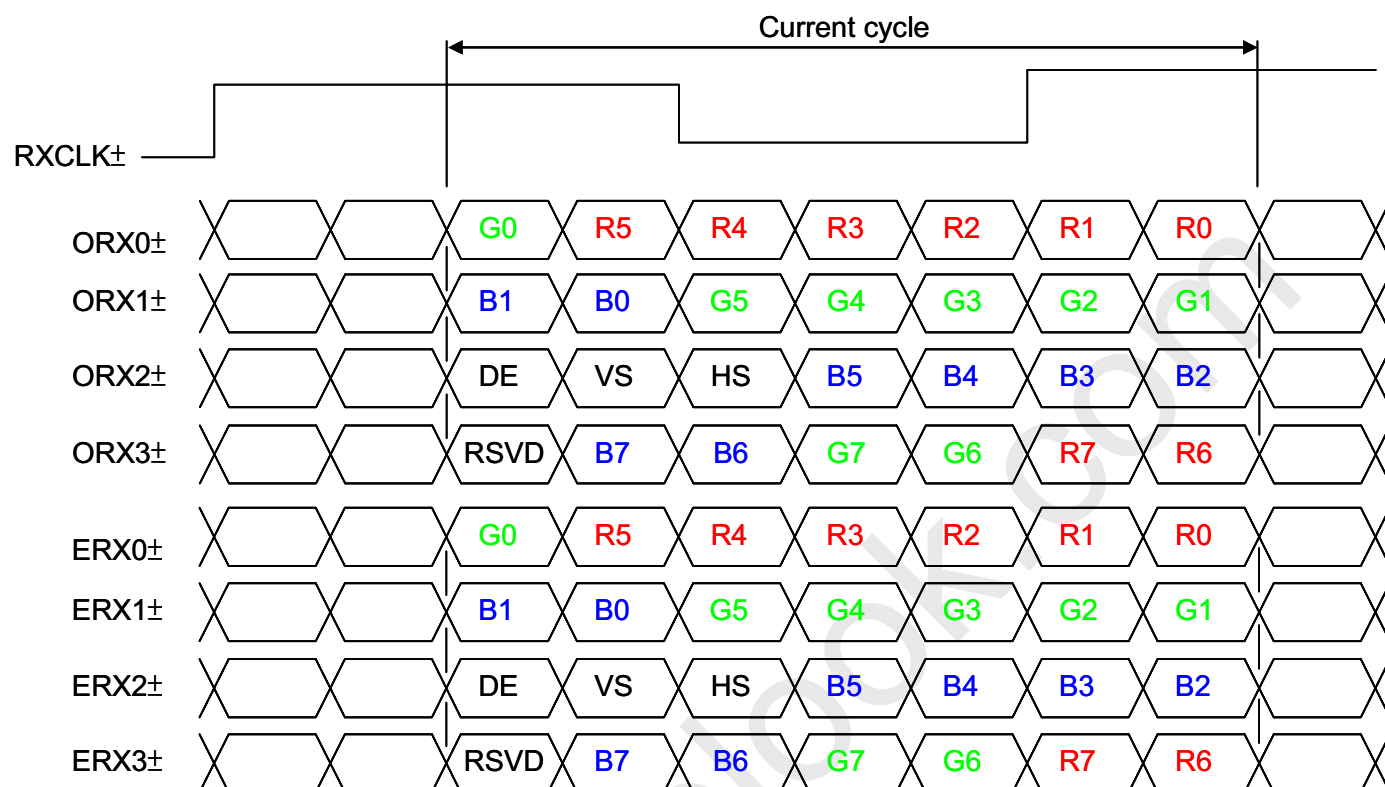 Current cycle
RXCLK±
ORX0± G0 R5 R4 R3 R2 R1 R0
ORX1± B1 B0 G5 G4 G3 G2 G1
ORX2± DE VS HS B5 B4 B3 B2
ORX3± RSVD B7 B6 G7 G6 R7 R6
ERX0± G0 R5 R4 R3 R2 R1 R0
ERX1± B1 B0 G5 G4 G3 G2 G1
ERX2± DE VS HS B5 B4 B3 B2
ERX3± RSVD B7 B6 G7 G6 R7 R6
look.com